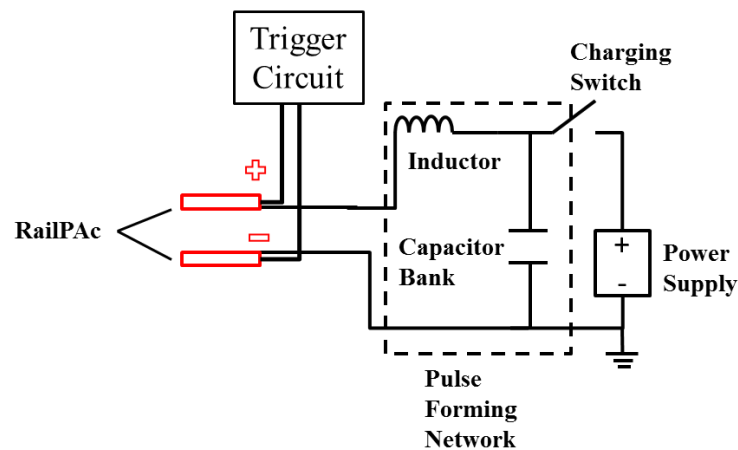 Trigger
Circuit
Charging
Switch
Inductor
+
-
RailPAc
Capacitor
Bank
+
-
Power
Supply
Pulse
Forming
Network